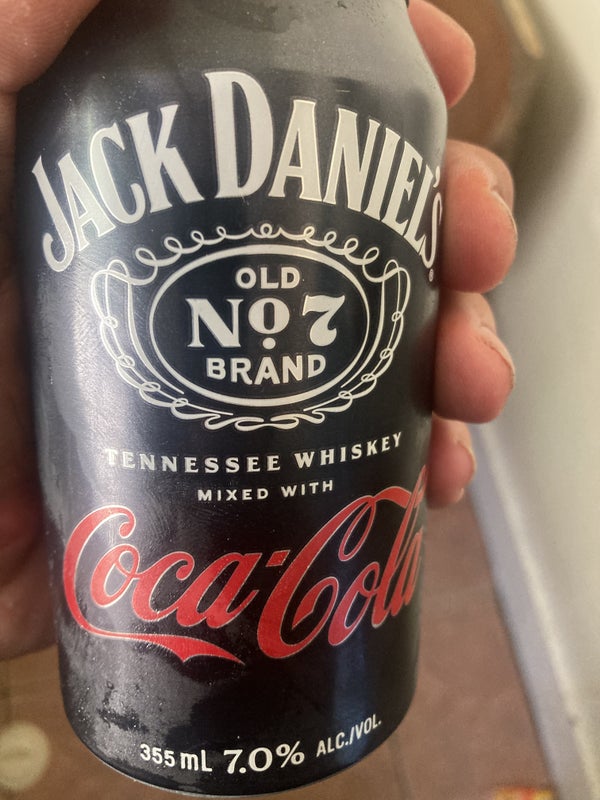 JACK DANIEL'S
OLD
Nº 7
BRAND
TENNESSEE WHISKEY
MIXED WITH
Coca-Cola
355 mL 7.0% ALC./VOL.